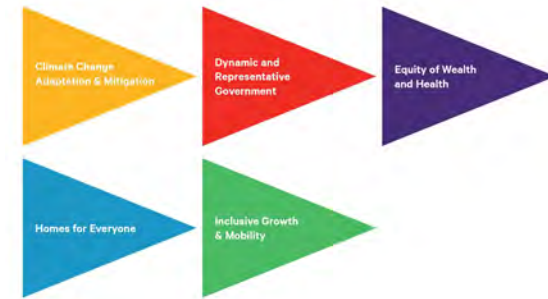 Climate Change
Adaptation & Mitigation
Dynamic and
Representative
Government
Equity of Wealth
and Health
Homes for Everyone
Inclusive Growth
& Mobility